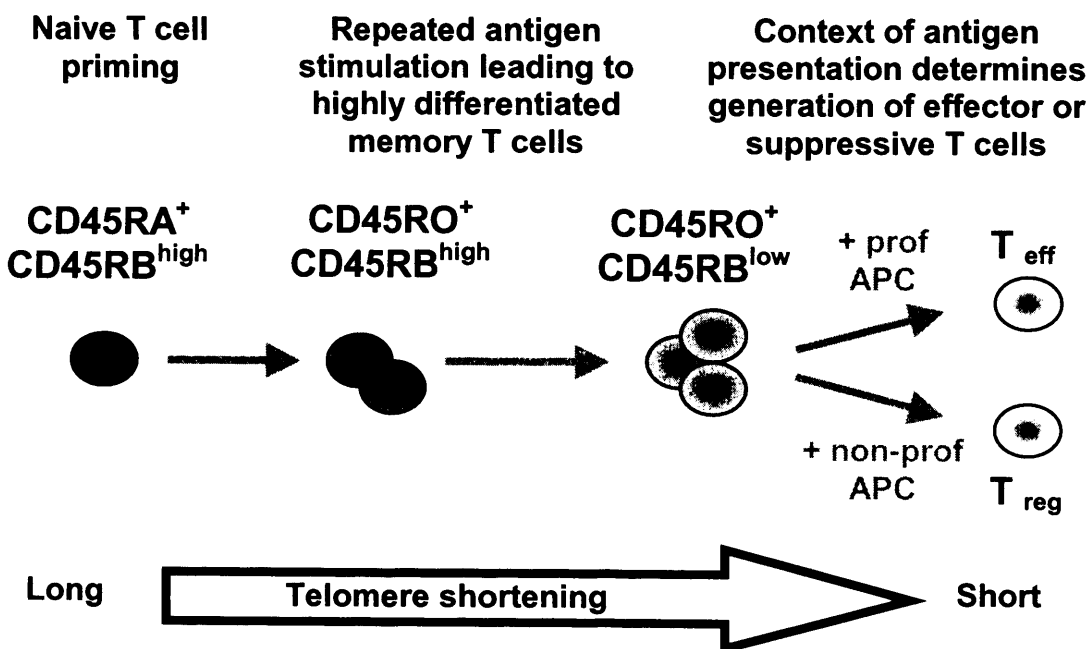 Naive T cell
priming
Repeated antigen
stimulation leading to
highly differentiated
memory T cells
Context of antigen
presentation determines
generation of effector or
suppressive T cells
CD45RA⁺
CD45RBʰⁱᵍʰ
CD45RO⁺
CD45RBʰⁱᵍʰ
CD45RO⁺
CD45RBˡᵒʷ
+ prof
APC
T eff
+ non-prof
APC
T reg
Long
Telomere shortening
Short